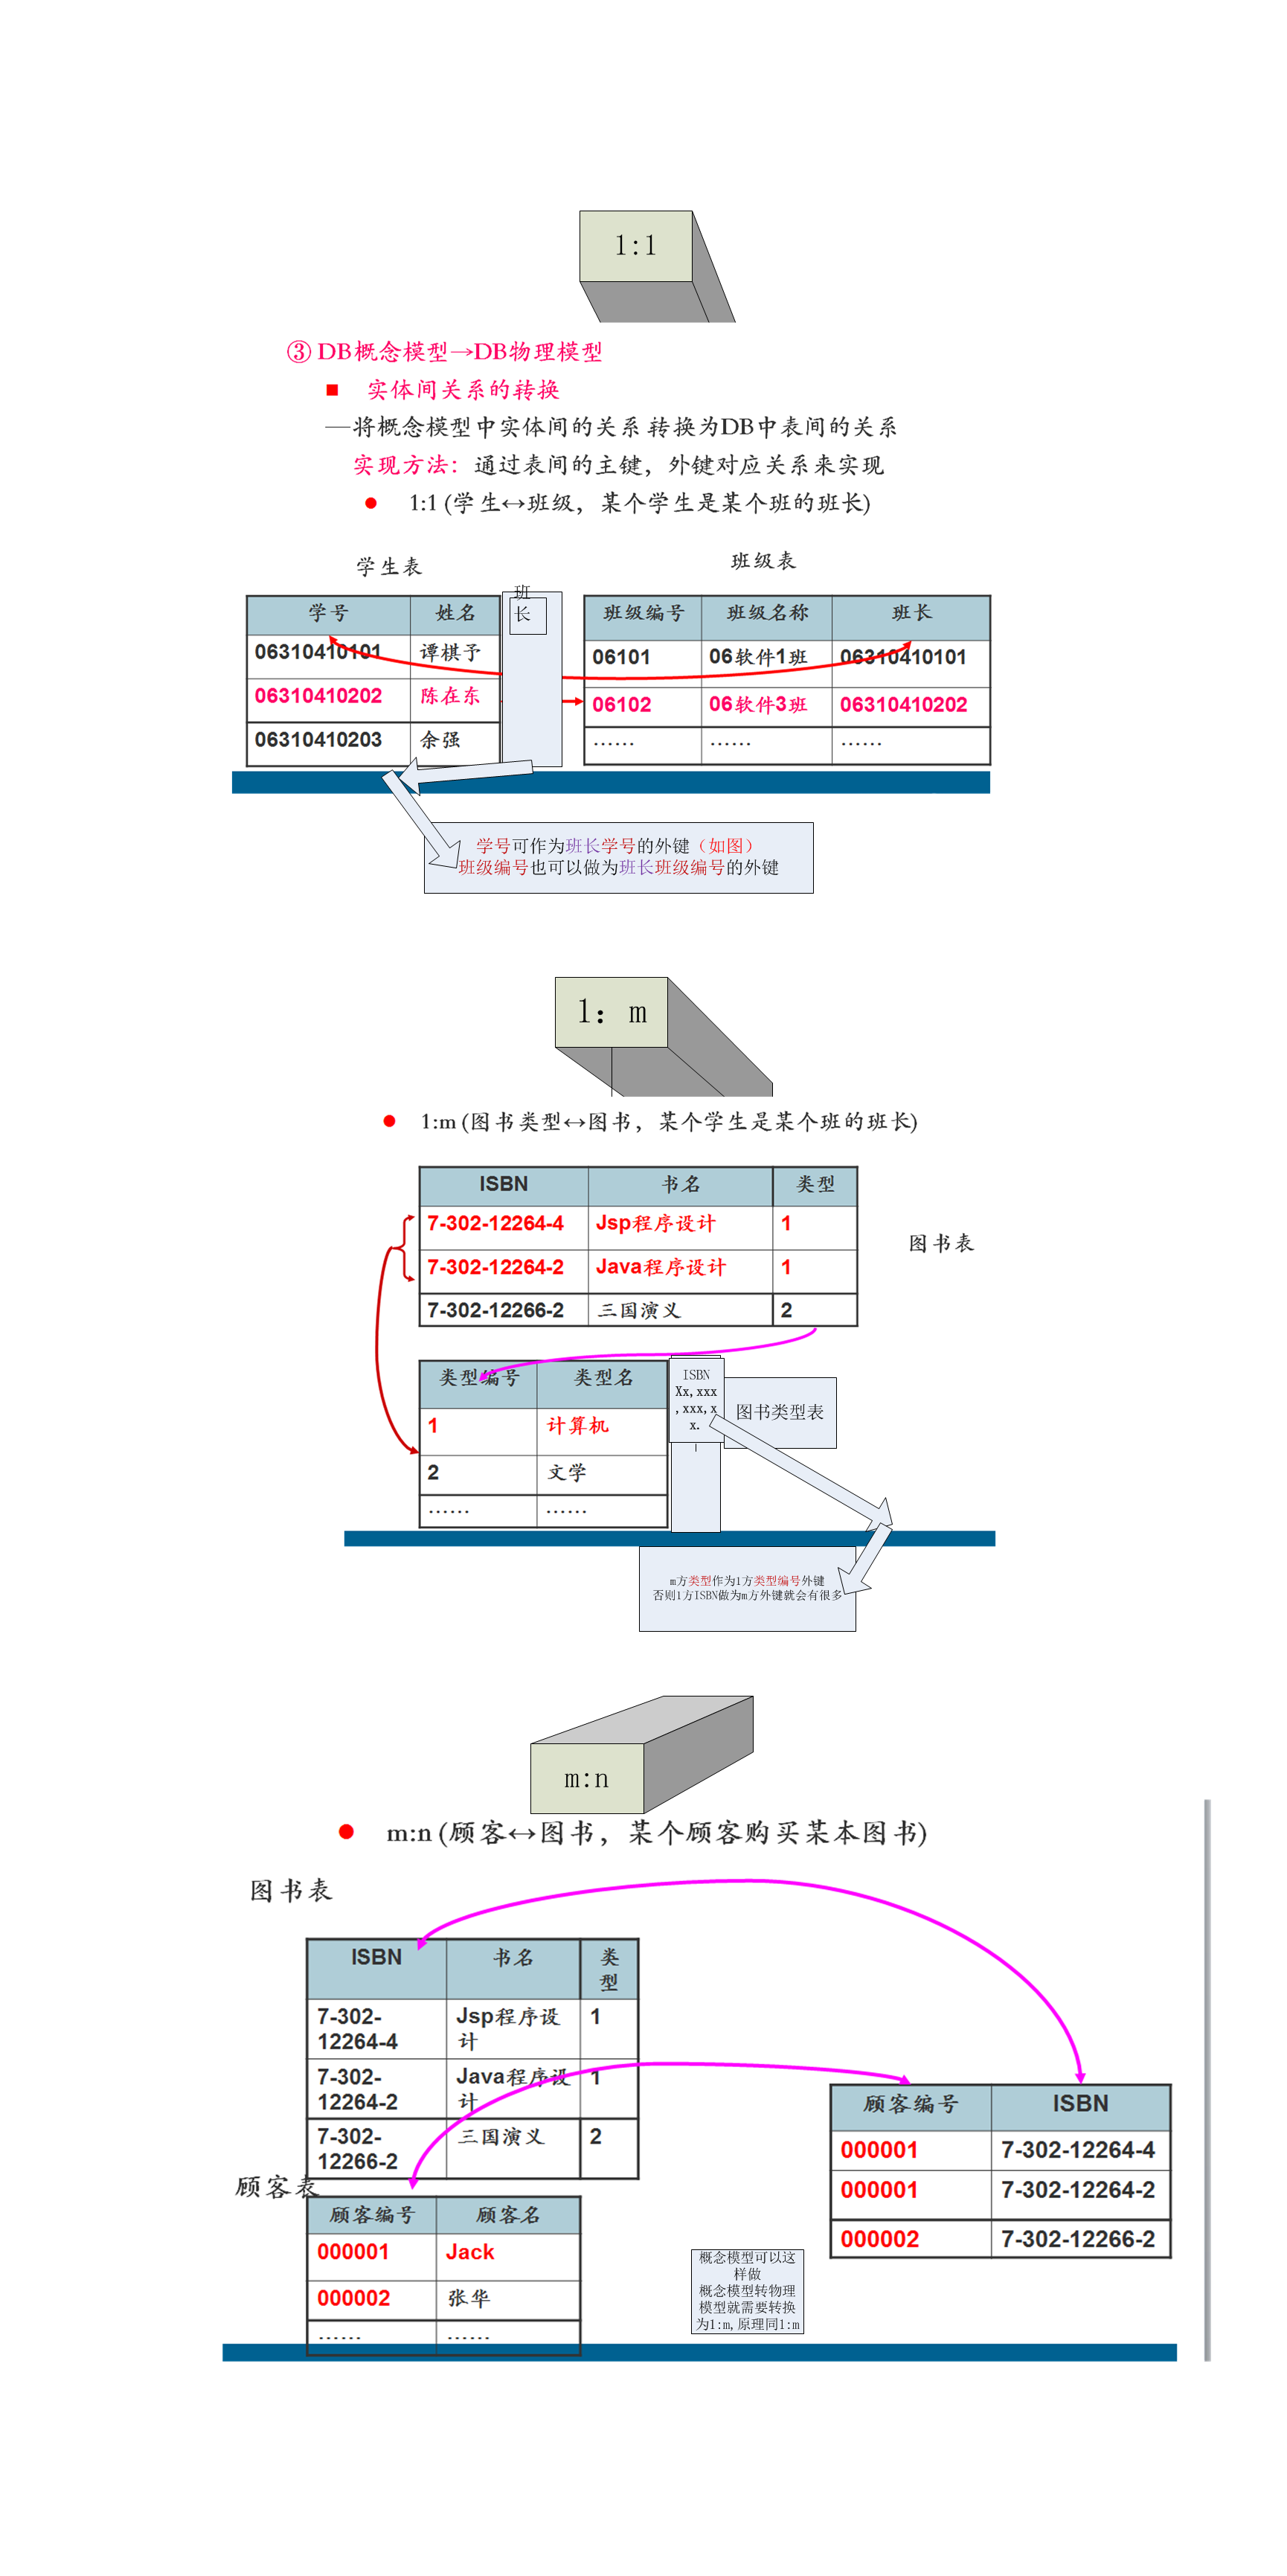 1:1
③ DB概念模型→DB物理模型
■ 实体间关系的转换
—将概念模型中实体间的关系 转换为DB中表间的关系
实现方法：通过表间的主键，外键对应关系来实现
● 1:1 (学生↔班级，某个学生是某个班的班长)
学生表
班级表
学号 姓名
班长
班级编号 班级名称 班长
06310410101 谭棋予
06101 06软件1班 06310410101
06310410202 陈在东
06102 06软件3班 06310410202
06310410203 余强
…… …… ……
学号可作为班长学号的外键（如图）
班级编号也可以做为班长班级编号的外键
1：m
● 1:m (图书类型↔图书，某个学生是某个班的班长)
ISBN 书名 类型
7-302-12264-4 Jsp程序设计 1
7-302-12264-2 Java程序设计 1
7-302-12266-2 三国演义 2
图书表
类型编号 类型名
1 计算机
2 文学
…… ……
ISBN
Xx,xxx
,xxx,x
x.
图书类型表
m方类型作为1方类型编号外键
否则1方ISBN做为m方外键就会有很多
m:n
● m:n (顾客↔图书，某个顾客购买某本图书)
图书表
ISBN 书名 类
型
7-302-
12264-4
Jsp程序设
计
1
7-302-
12264-2
Java程序设
计
1
7-302-
12266-2
三国演义 2
顾客表
顾客编号 顾客名
000001 Jack
000002 张华
…… ……
顾客编号 ISBN
000001 7-302-12264-4
000001 7-302-12264-2
000002 7-302-12266-2
概念模型可以这
样做
概念模型转物理
模型就需要转换
为1:m,原理同1:m